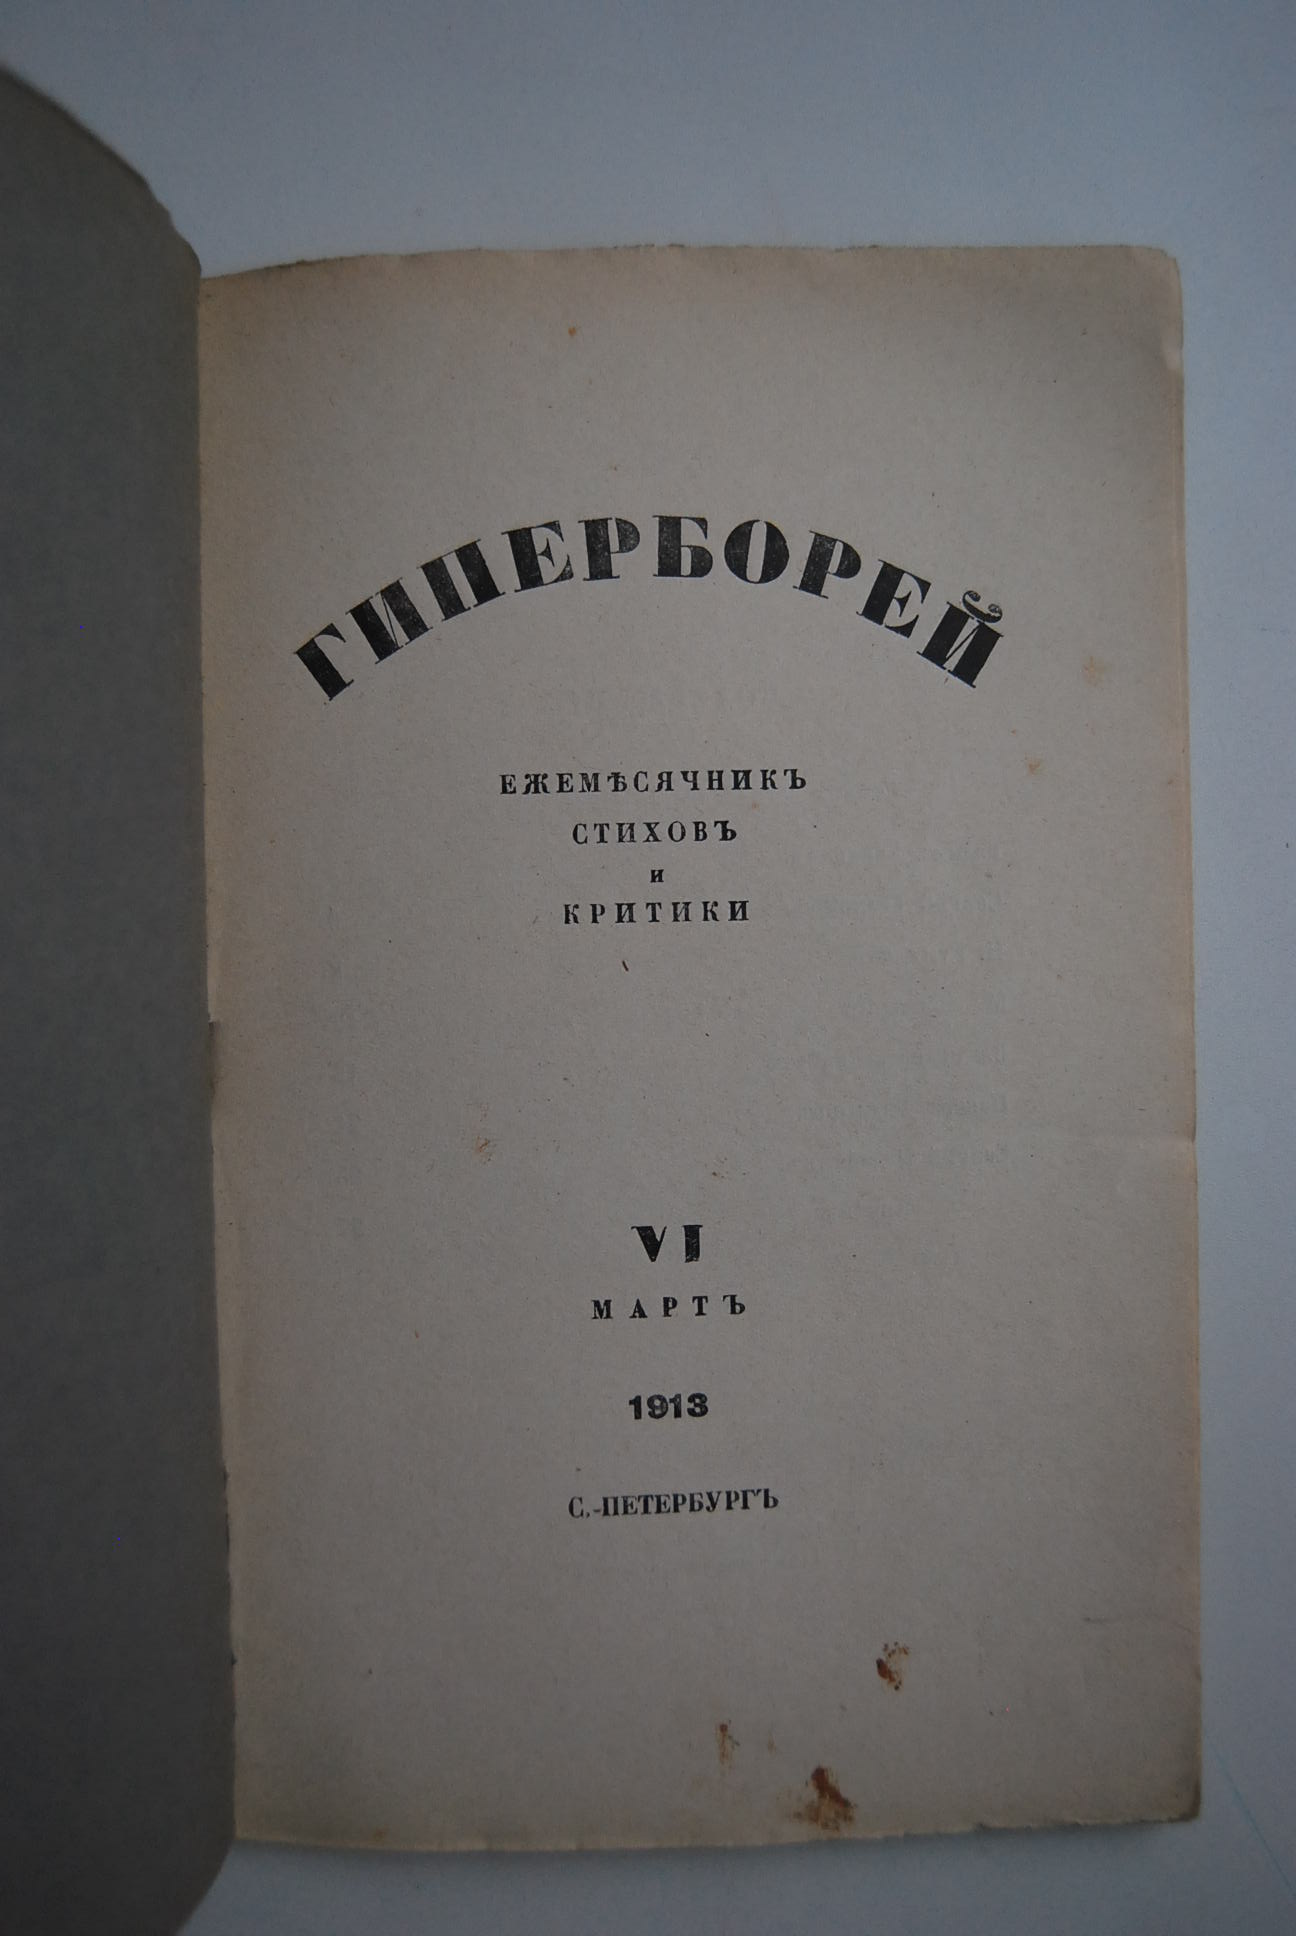 ГИПЕРБОРЕЙ
ЕЖЕМѢСЯЧНИКЪ
СТИХОВЪ
И
КРИТИКИ
VI
МАРТЪ
1913
С.-ПЕТЕРБУРГЪ